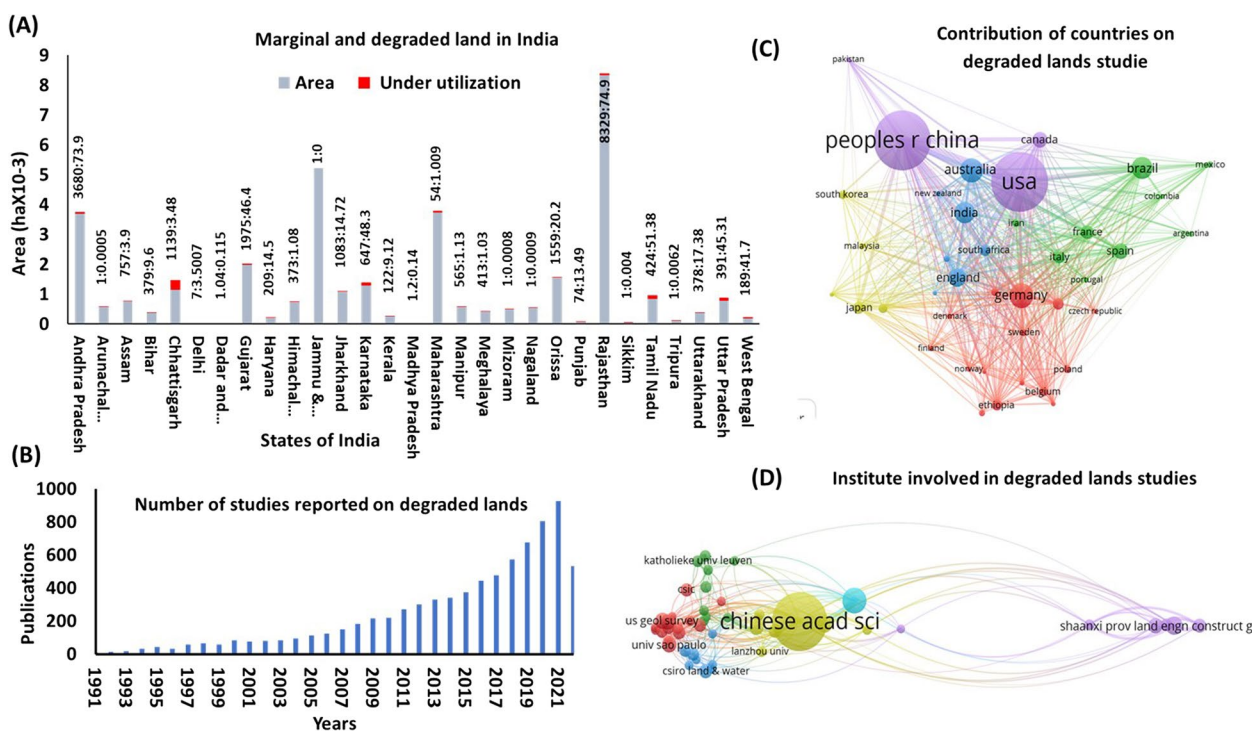 (A)
Marginal and degraded land in India
Area
Under utilization
Area (haX10-3)
9
8
7
6
5
4
3
2
1
0
3680:73.9
1:0.0005
757:3.9
379:9.6
1139:3.48
7:3.5007
1.04:0.115
1975:46.4
209:14.5
373:1.08
1:0
1083:14.72
647:48.3
122:9.12
1.2:0.14
54:1.009
565:1.13
413:1.03
1:0.0008
1:0.0009
1559:20.2
74:13.49
8329:74.9
1:0.004
424:51.38
1:0.0062
378:17.38
391:45.31
189:41.7
Andhra Pradesh
Arunachal...
Assam
Bihar
Chhattisgarh
Delhi
Dadar and...
Gujarat
Haryana
Himachal...
Jammu &...
Jharkhand
Karnataka
Kerala
Madhya Pradesh
Maharashtra
Manipur
Meghalaya
Mizoram
Nagaland
Orissa
Punjab
Rajasthan
Sikkim
Tamil Nadu
Tripura
Uttarakhand
Uttar Pradesh
West Bengal
States of India
(B)
Number of studies reported on degraded lands
Publications
1000
800
600
400
200
0
1991
1993
1995
1997
1999
2001
2003
2005
2007
2009
2011
2013
2015
2017
2019
2021
Years
(C)
Contribution of countries on
degraded lands studie
pakistan
peoples r china
canada
australia
usa
brazil
mexico
south korea
new zealand
colombia
india
iran
argentina
malaysia
south africa
france
spain
italy
england
portugal
germany
japan
denmark
czech republic
sweden
finland
norway
poland
belgium
ethiopia
(D)
Institute involved in degraded lands studies
katholieke univ leuven
csic
us geol survey
chinese acad sci
shaanxi prov land engn construct g
univ sao paulo
lanzhou univ
csiro land & water